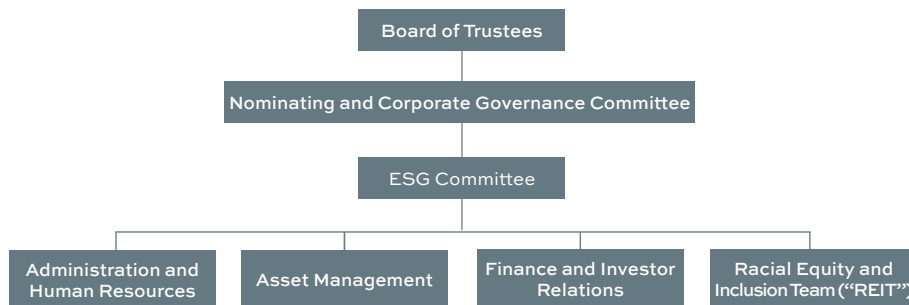 Board of Trustees
Nominating and Corporate Governance Committee
ESG Committee
Administration and
Human Resources
Asset Management
Finance and Investor
Relations
Racial Equity and
Inclusion Team (“REIT”)